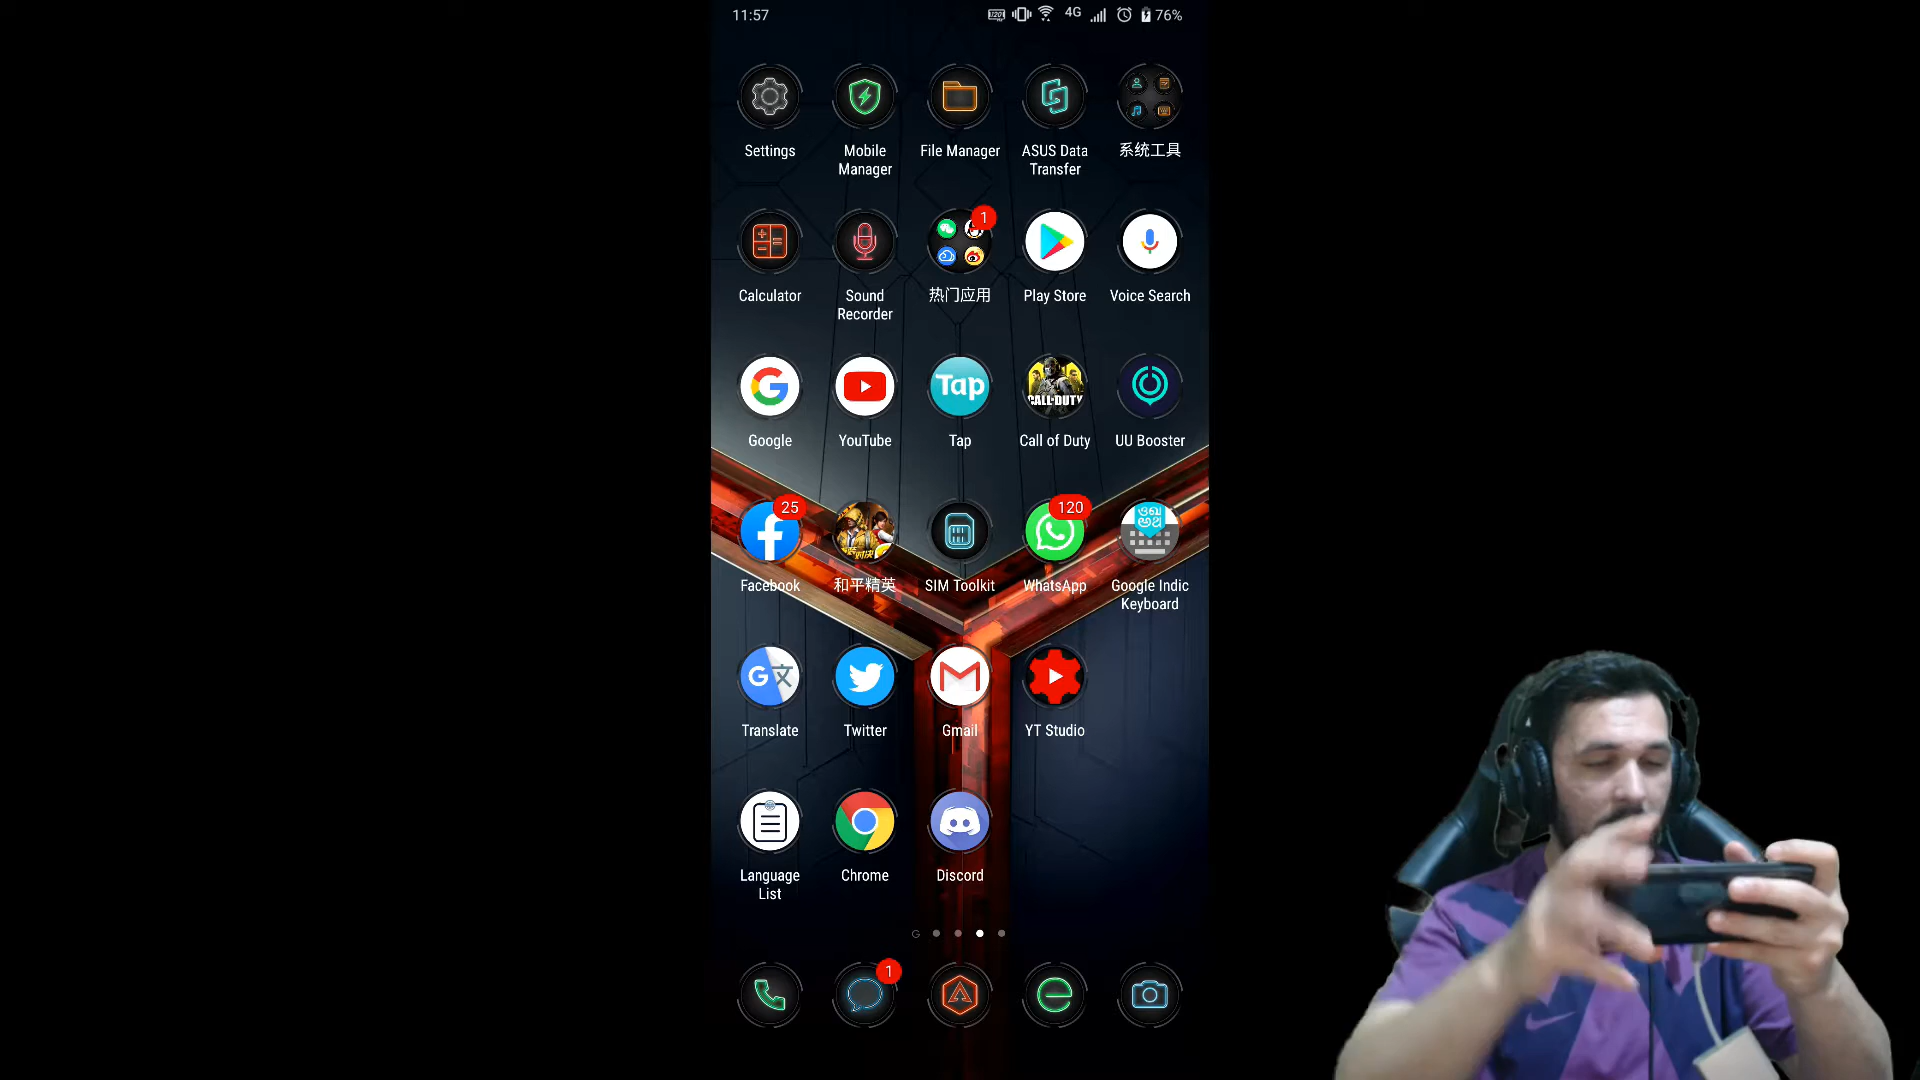 11:57
120 4G 76%
Settings
Mobile
Manager
File Manager
ASUS Data
Transfer
系统工具
1
Calculator
Sound
Recorder
热门应用
Play Store
Voice Search
Tap
CALL·DUTY
Google
YouTube
Tap
Call of Duty
UU Booster
25
120
Facebook
和平精英
SIM Toolkit
WhatsApp
Google Indic
Keyboard
Translate
Twitter
Gmail
YT Studio
Language
List
Chrome
Discord
1